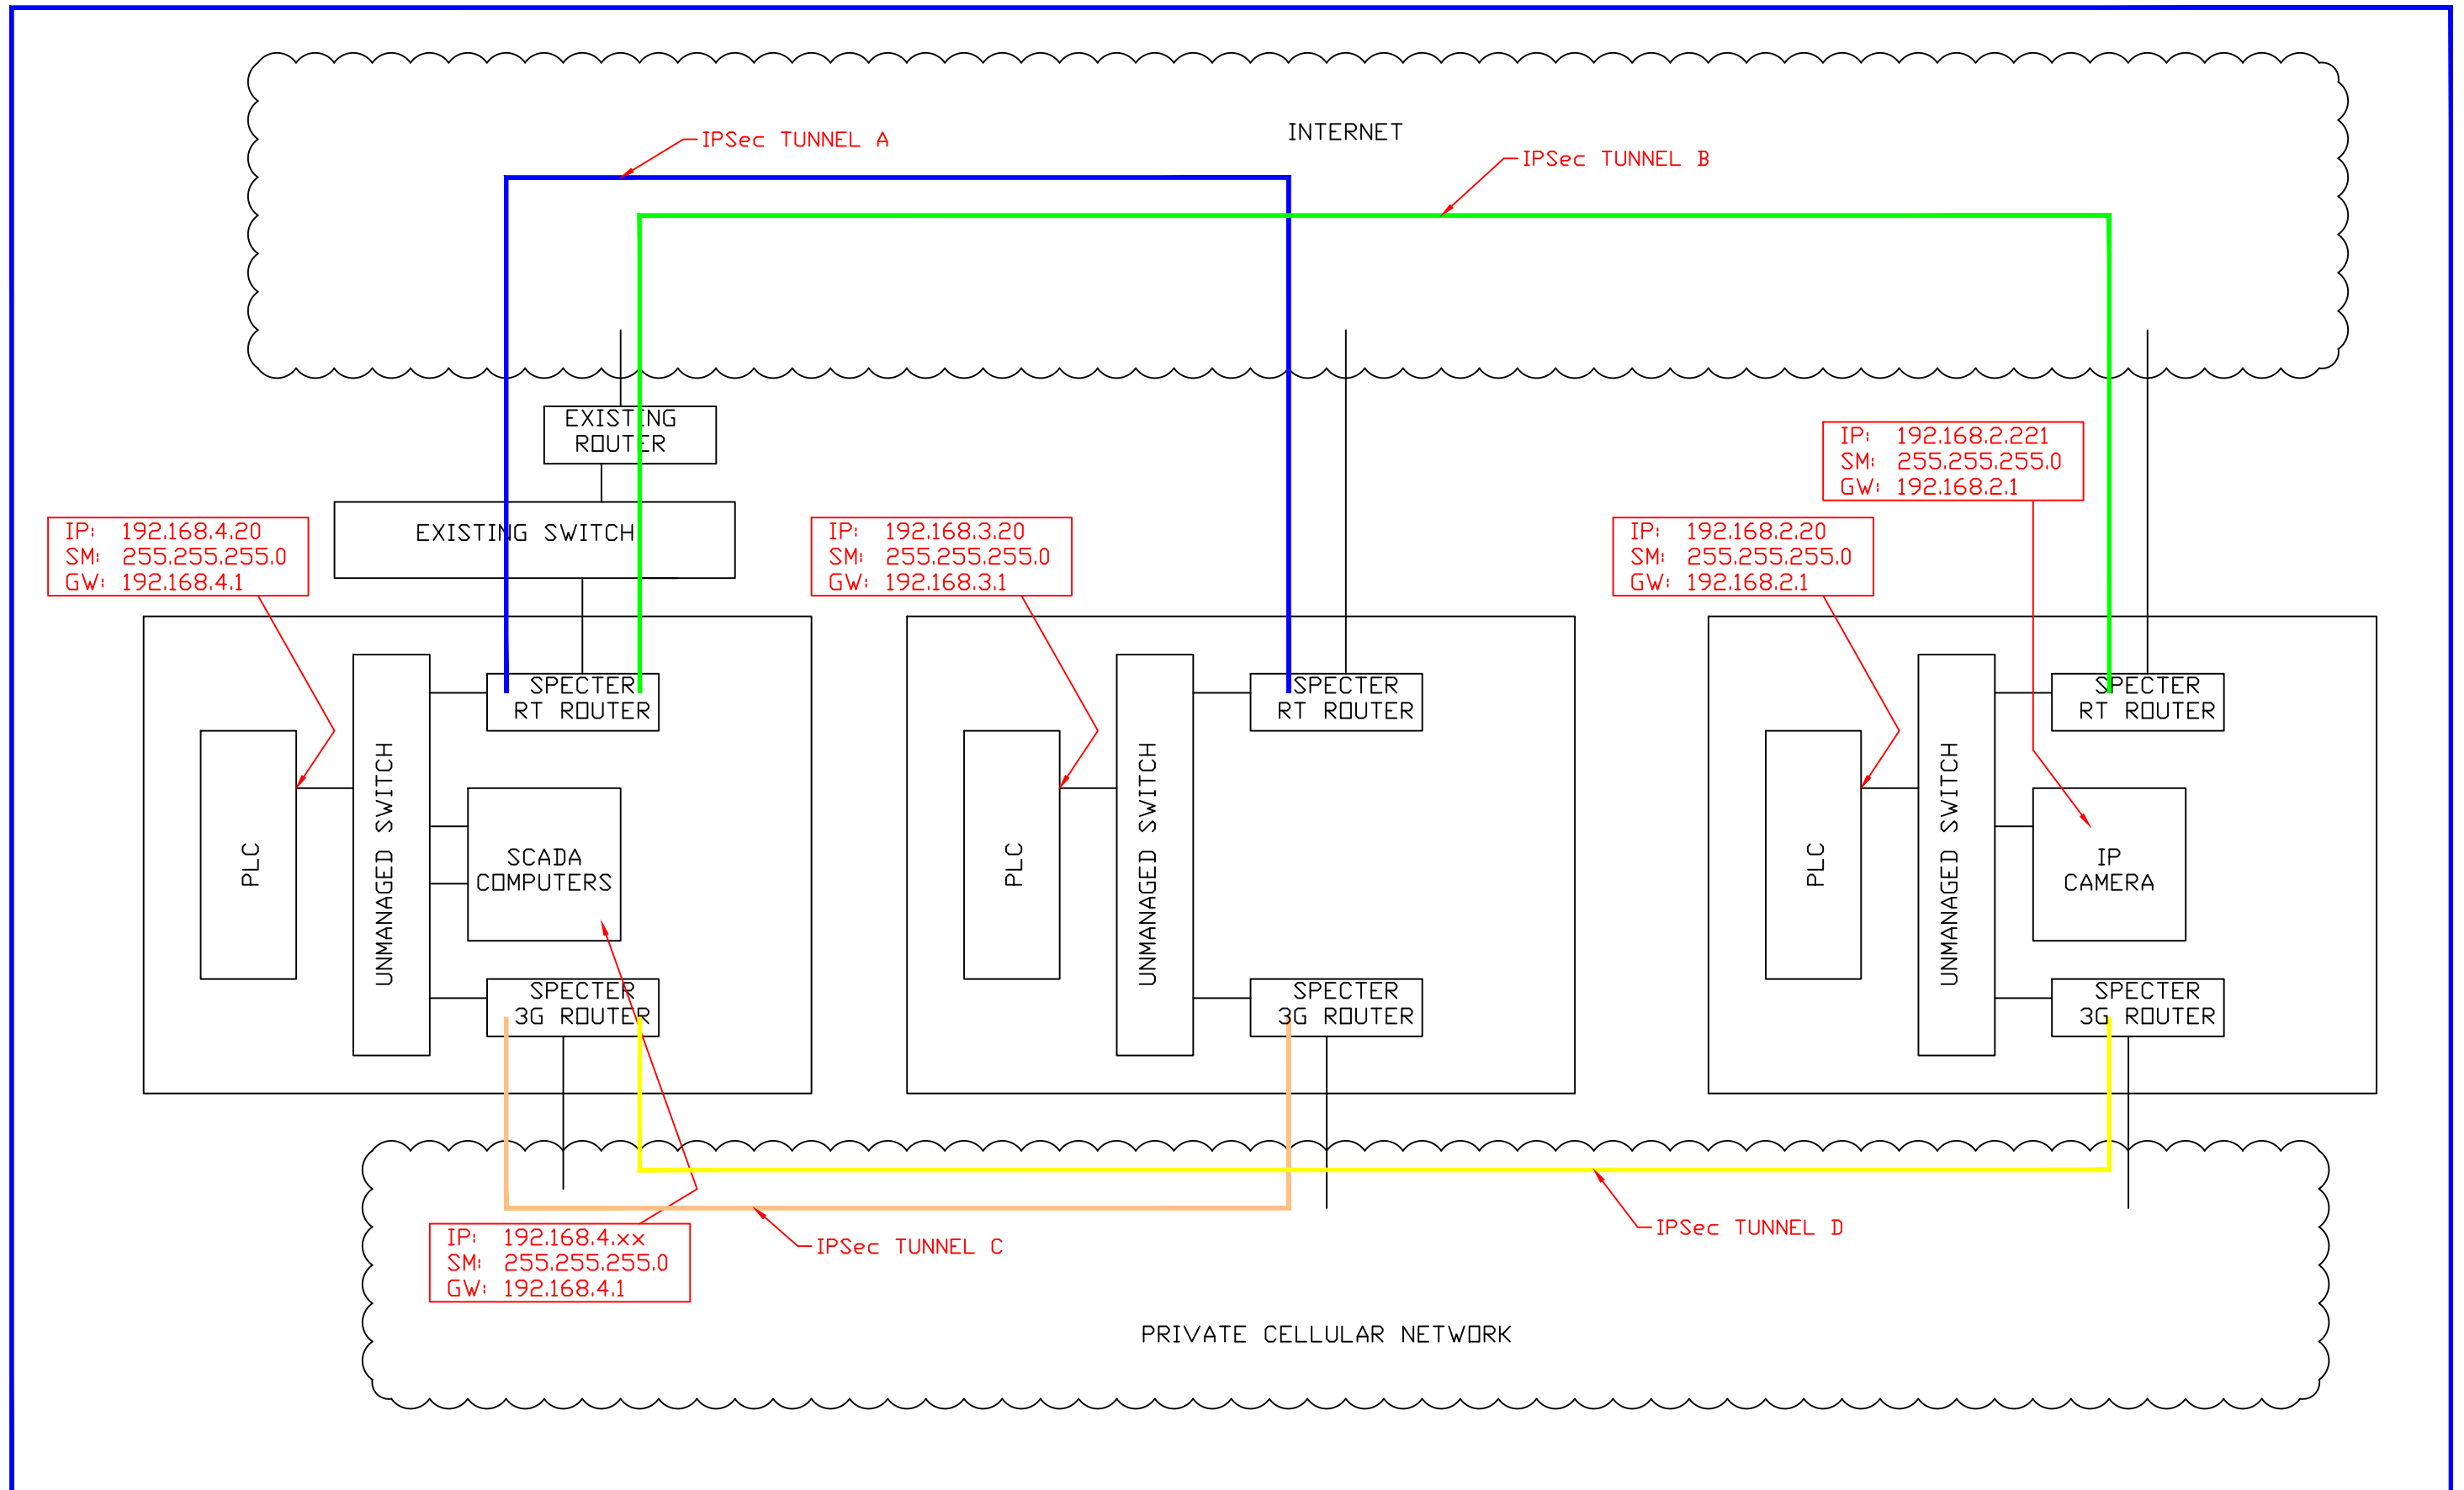 INTERNET
IPSec TUNNEL A
IPSec TUNNEL B
EXISTING
ROUTER
EXISTING SWITCH
IP: 192.168.2.221
SM: 255.255.255.0
GW: 192.168.2.1
IP: 192.168.4.20
SM: 255.255.255.0
GW: 192.168.4.1
IP: 192.168.3.20
SM: 255.255.255.0
GW: 192.168.3.1
IP: 192.168.2.20
SM: 255.255.255.0
GW: 192.168.2.1
PLC
UNMANAGED SWITCH
SPECTER
RT ROUTER
SCADA
COMPUTERS
SPECTER
3G ROUTER
PLC
UNMANAGED SWITCH
SPECTER
RT ROUTER
SPECTER
3G ROUTER
PLC
UNMANAGED SWITCH
SPECTER
RT ROUTER
IP
CAMERA
SPECTER
3G ROUTER
IP: 192.168.4.xx
SM: 255.255.255.0
GW: 192.168.4.1
IPSec TUNNEL C
IPSec TUNNEL D
PRIVATE CELLULAR NETWORK